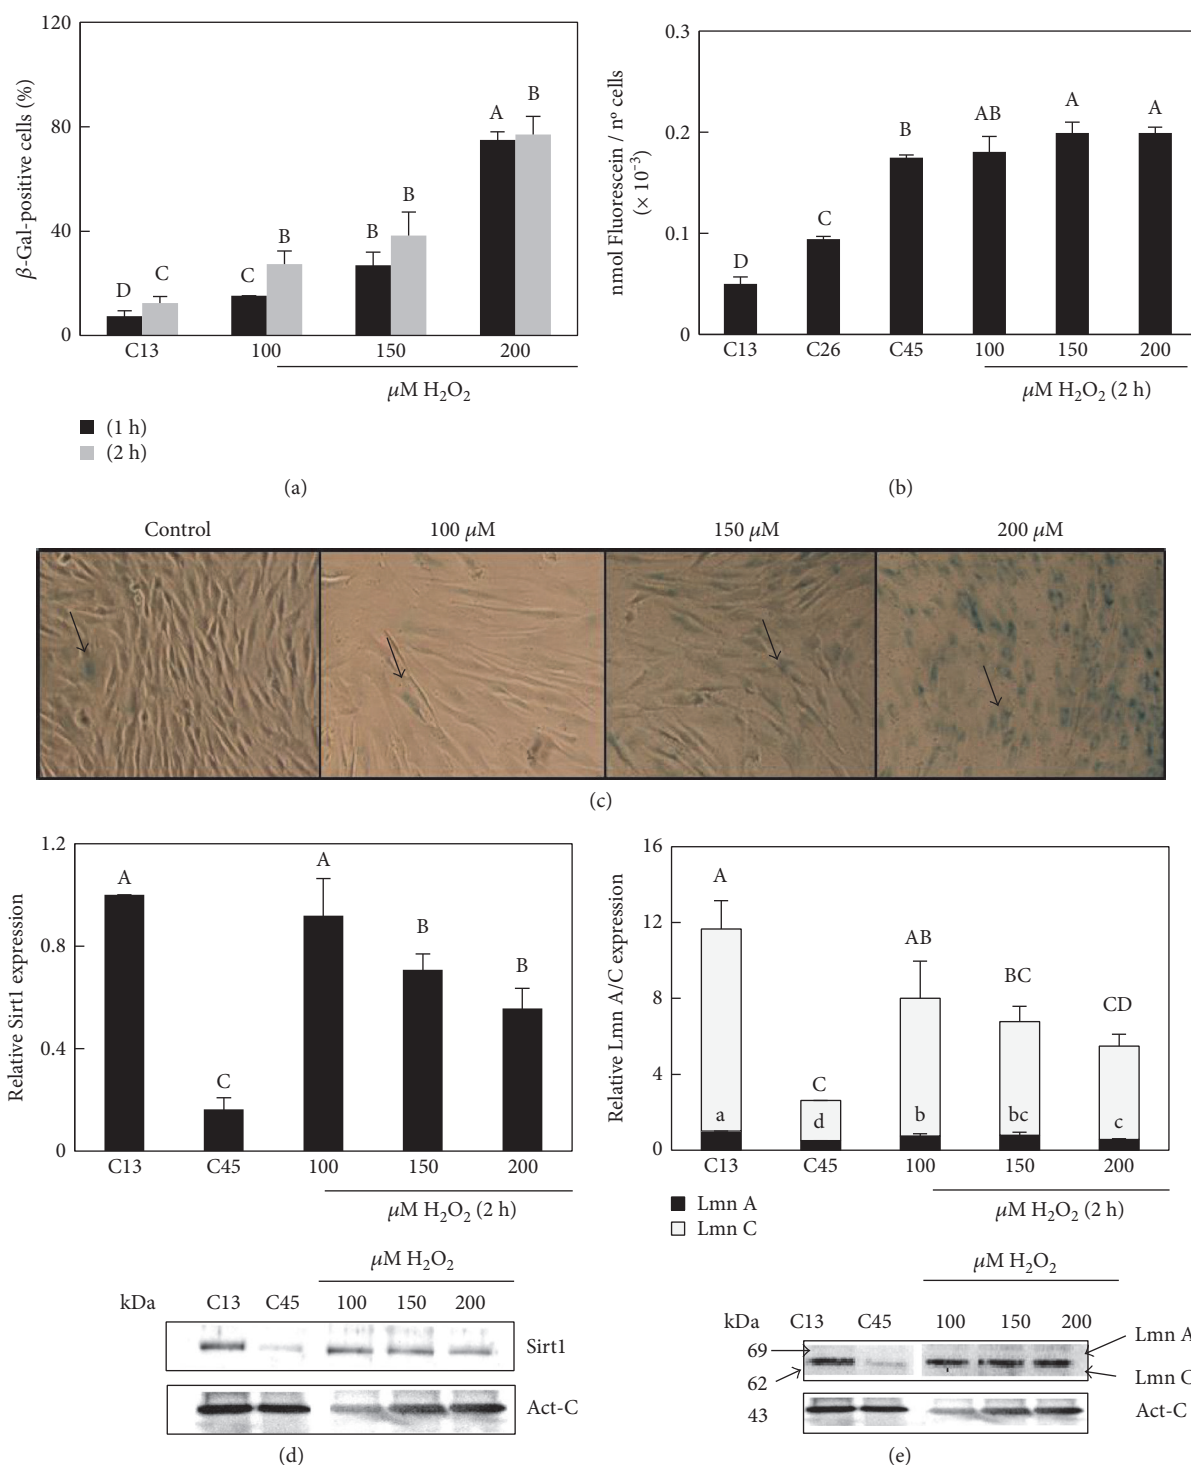 120
80
40
0
β-Gal-positive cells (%)
D
C
C
B
B
B
A
B
C13
100
150
200
μM H₂O₂
(1 h)
(2 h)
(a)
0.3
0.2
0.1
0
nmol Fluorescein / nº cells
(× 10⁻³)
D
C
B
AB
A
A
C13
C26
C45
100
150
200
μM H₂O₂ (2 h)
(b)
Control
100 μM
150 μM
200 μM
(c)
1.2
0.8
0.4
0
Relative Sirt1 expression
A
C
A
B
B
C13
C45
100
150
200
μM H₂O₂ (2 h)
μM H₂O₂
kDa
C13
C45
100
150
200
Sirt1
Act-C
(d)
16
12
8
4
0
Relative Lmn A/C expression
A
C
AB
BC
CD
a
d
b
bc
c
C13
C45
100
150
200
Lmn A
Lmn C
μM H₂O₂ (2 h)
μM H₂O₂
kDa
C13
C45
100
150
200
69
62
43
Lmn A
Lmn C
Act-C
(e)